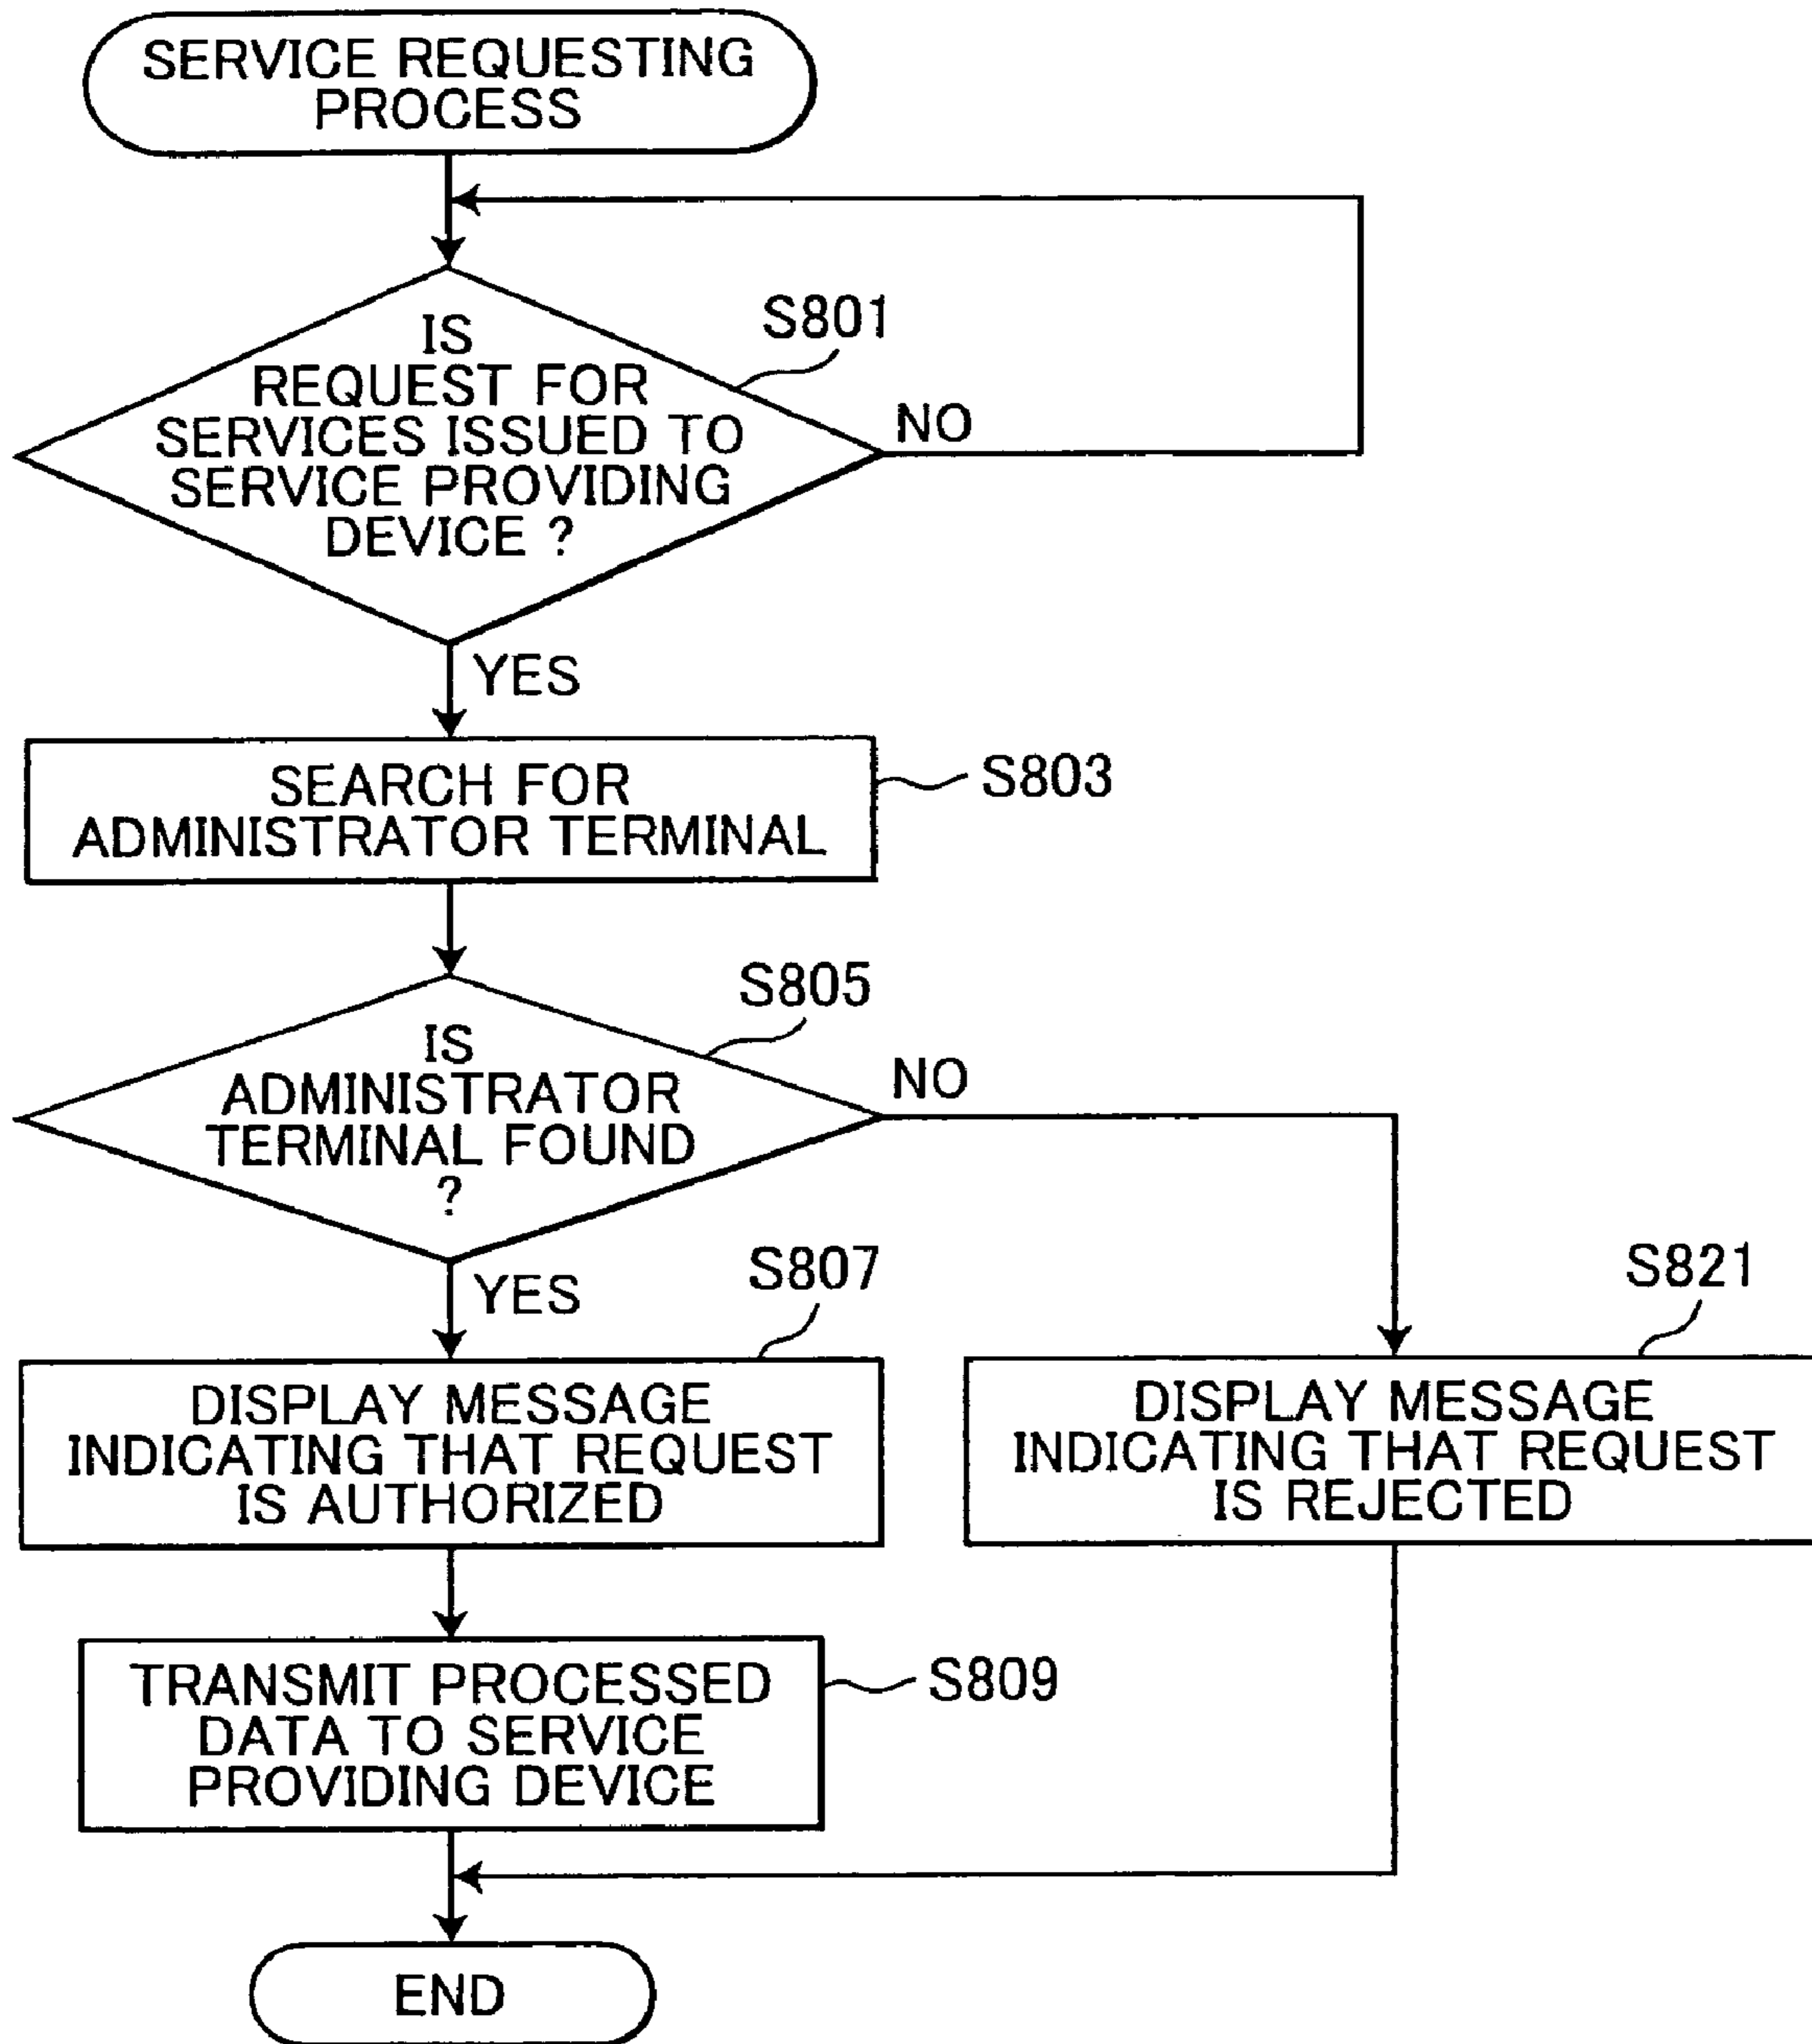 SERVICE REQUESTING
PROCESS
S801
IS
REQUEST FOR
SERVICES ISSUED TO
SERVICE PROVIDING
DEVICE ?
NO
YES
SEARCH FOR
ADMINISTRATOR TERMINAL
S803
S805
IS
ADMINISTRATOR
TERMINAL FOUND
?
NO
YES
S807
DISPLAY MESSAGE
INDICATING THAT REQUEST
IS AUTHORIZED
S821
DISPLAY MESSAGE
INDICATING THAT REQUEST
IS REJECTED
TRANSMIT PROCESSED
DATA TO SERVICE
PROVIDING DEVICE
S809
END